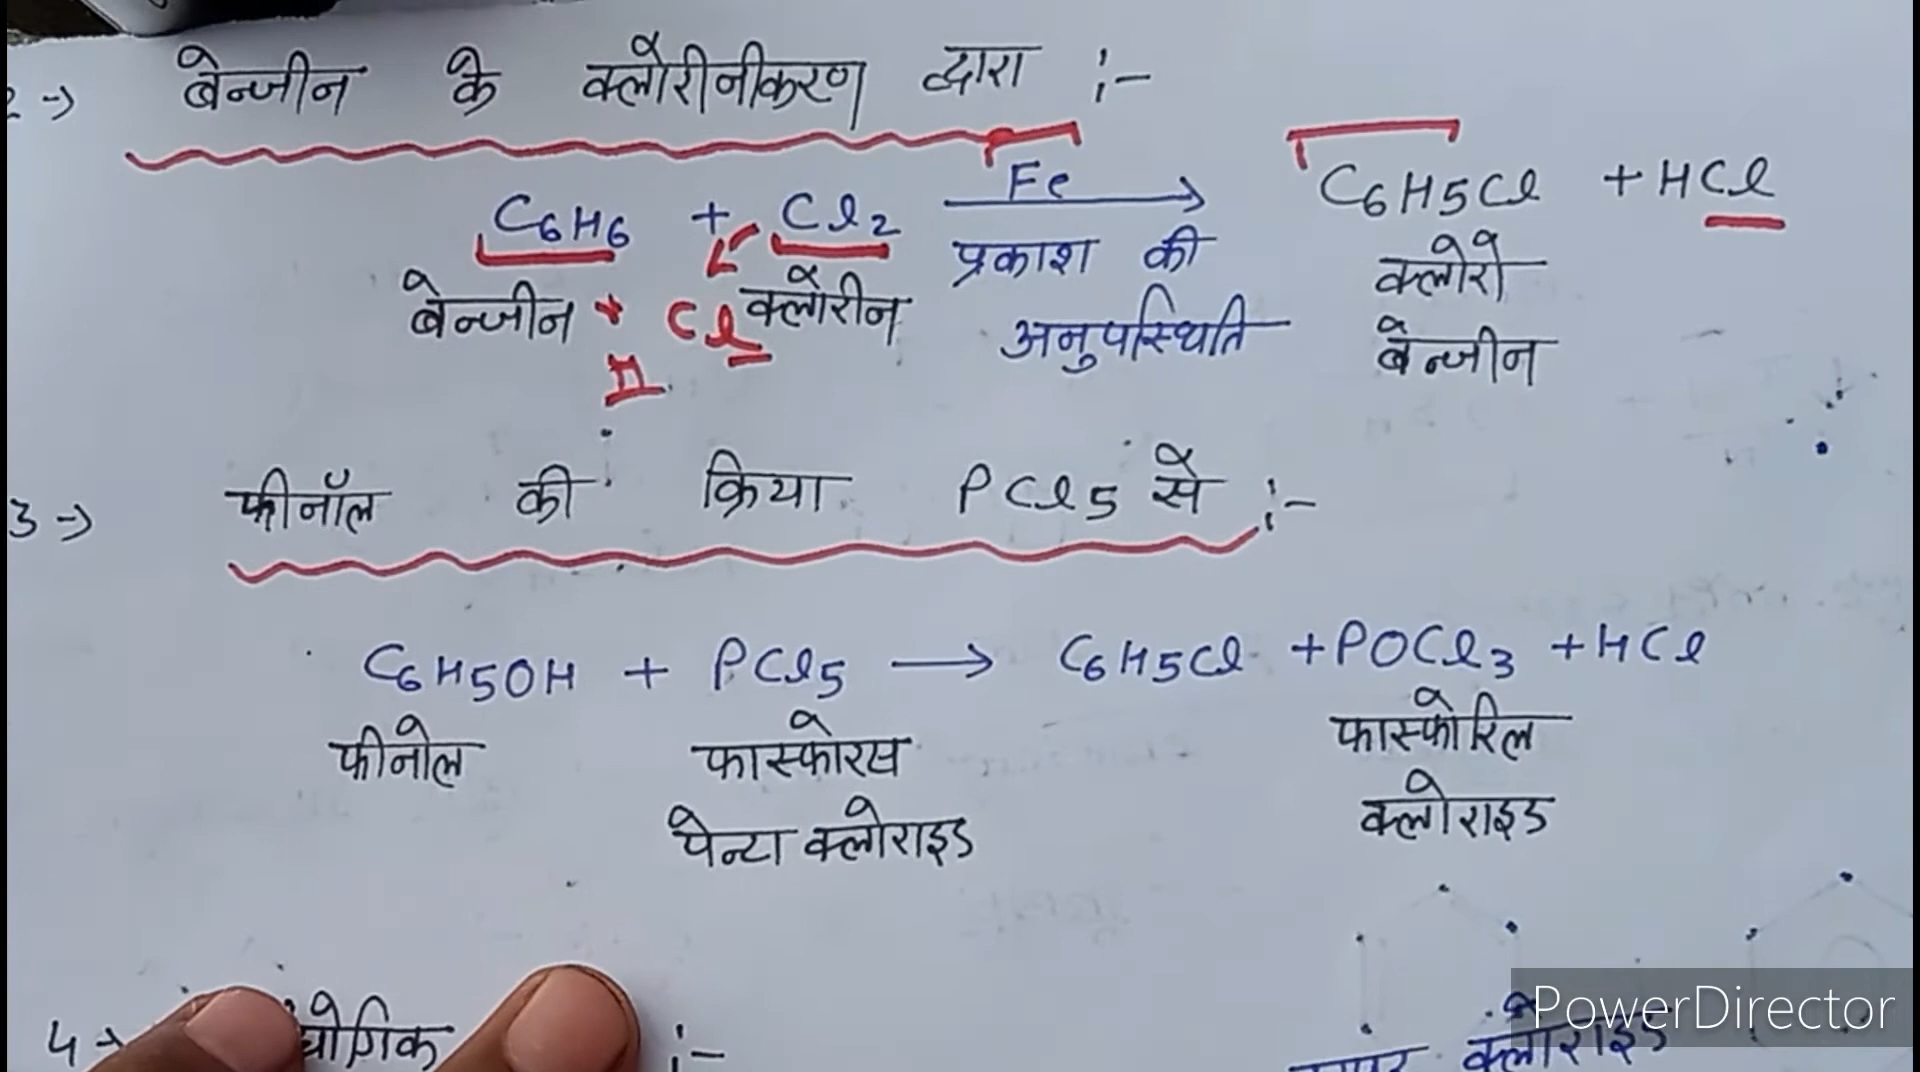 2→ बेन्जीन के क्लोरीनीकरण द्वारा :-
C6H6 + Cl2 Fe → C6H5Cl + HCl
प्रकाश की अनुपस्थिति
बेन्जीन Cl क्लोरीन क्लोरो बेन्जीन
3→ फीनॉल की क्रिया PCl5 से :-
C6H5OH + PCl5 → C6H5Cl + POCl3 + HCl
फीनोल फास्फोरस फास्फोरिल
पेन्टा क्लोराइड क्लोराइड
4→ :-
क्लोराइड
PowerDirector